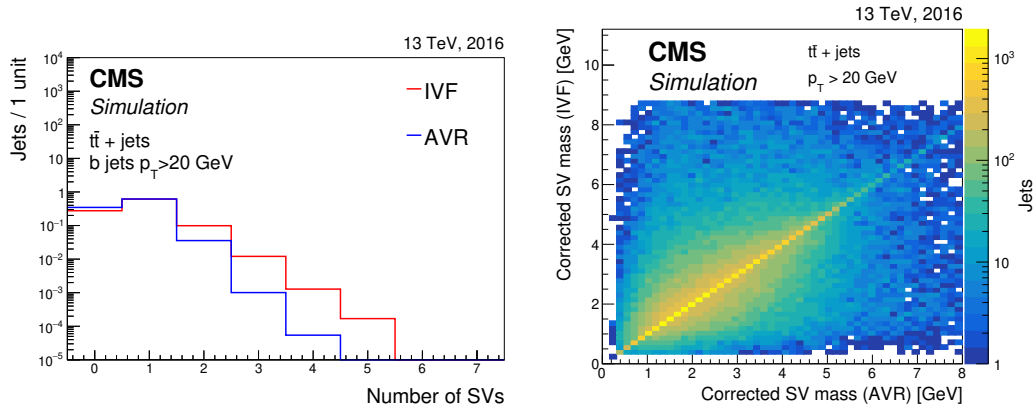 13 TeV, 2016
CMS
Simulation
tt̄ + jets
b jets p_T>20 GeV
IVF
AVR
Jets / 1 unit
10^4
10^3
10^2
10
1
10^−1
10^−2
10^−3
10^−4
10^−5
0 1 2 3 4 5 6 7
Number of SVs
13 TeV, 2016
CMS
Simulation
tt̄ + jets
p_T > 20 GeV
Corrected SV mass (IVF) [GeV]
10
8
6
4
2
0
0 1 2 3 4 5 6 7 8
Corrected SV mass (AVR) [GeV]
10^3
10^2
10
1
Jets